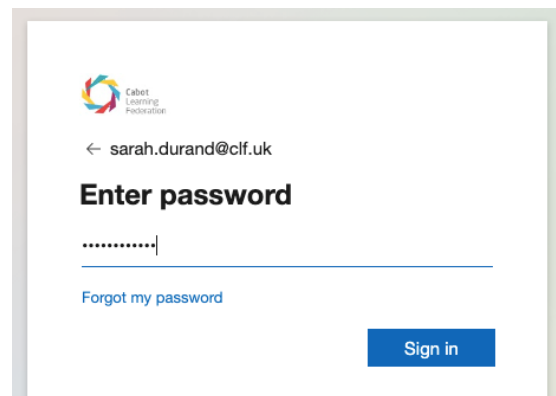 Cabot
Learning
Federation
← sarah.durand@clf.uk
Enter password
••••••••••••
Forgot my password
Sign in